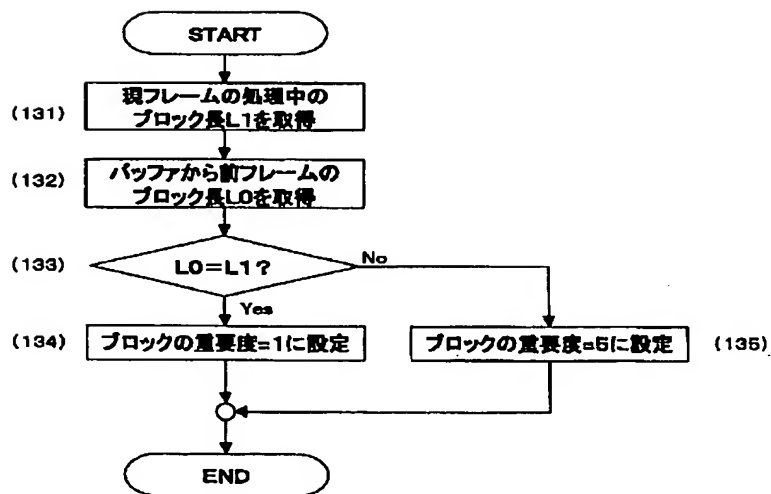 START
(131)
現フレームの処理中の
ブロック長L1を取得
(132)
バッファから前フレームの
ブロック長L0を取得
(133)
L0=L1?
No
Yes
(134)
ブロックの重要度=1に設定
ブロックの重要度=5に設定
(135)
END